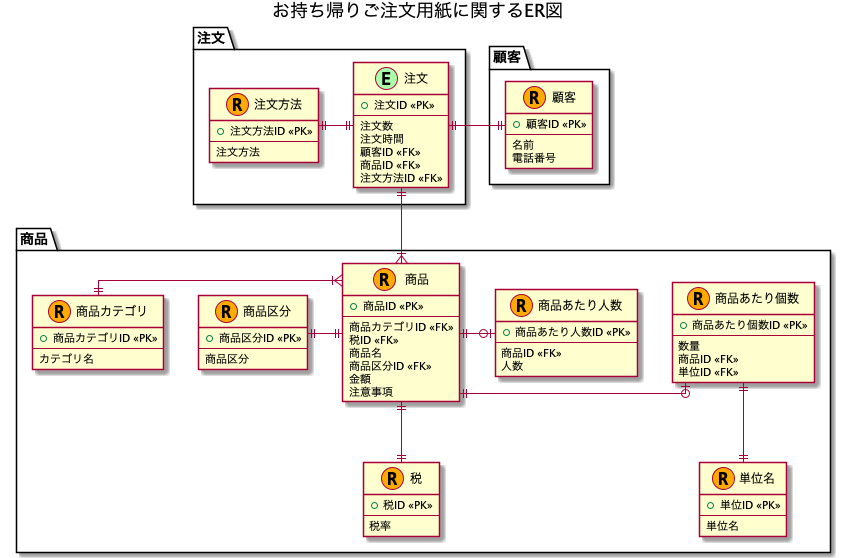 お持ち帰りご注文用紙に関するER図
注文
R 注文方法
注文方法ID «PK»
注文方法
E 注文
注文ID «PK»
注文数
注文時間
顧客ID «FK»
商品ID «FK»
注文方法ID «FK»
顧客
R 顧客
顧客ID «PK»
名前
電話番号
商品
R 商品カテゴリ
商品カテゴリID «PK»
カテゴリ名
R 商品区分
商品区分ID «PK»
商品区分
R 商品
商品ID «PK»
商品カテゴリID «FK»
税ID «FK»
商品名
商品区分ID «FK»
金額
注意事項
R 商品あたり人数
商品あたり人数ID «PK»
商品ID «FK»
人数
R 商品あたり個数
商品あたり個数ID «PK»
数量
商品ID «FK»
単位ID «FK»
R 税
税ID «PK»
税率
R 単位名
単位ID «PK»
単位名